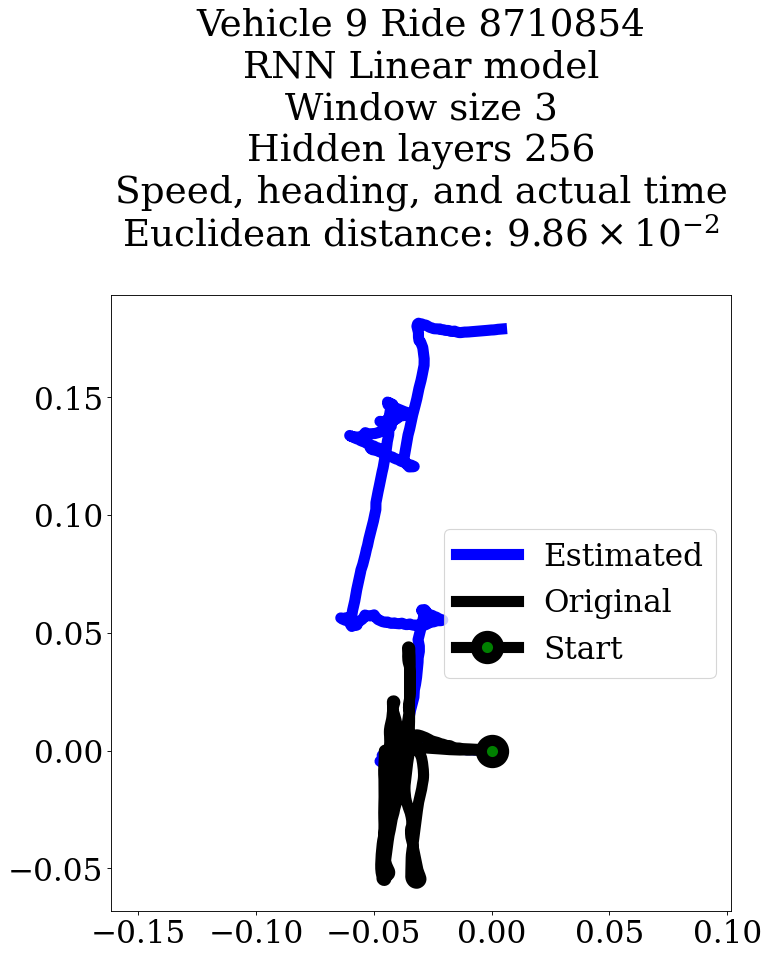 Vehicle 9 Ride 8710854
RNN Linear model
Window size 3
Hidden layers 256
Speed, heading, and actual time
Euclidean distance: 9.86 × 10⁻²
0.15
0.10
0.05
0.00
−0.05
Estimated
Original
Start
−0.15 −0.10 −0.05 0.00 0.05 0.10